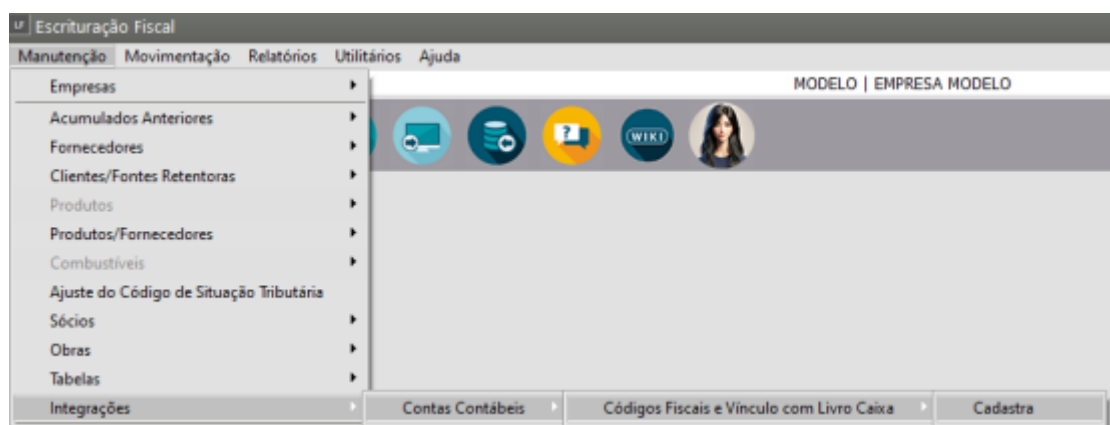 Escrituração Fiscal
Manutenção Movimentação Relatórios Utilitários Ajuda
MODELO | EMPRESA MODELO
Empresas
Acumulados Anteriores
Fornecedores
WIKI
Clientes/Fontes Retentoras
Produtos
Produtos/Fornecedores
Combustíveis
Ajuste do Código de Situação Tributária
Sócios
Obras
Tabelas
Integrações Contas Contábeis Códigos Fiscais e Vínculo com Livro Caixa Cadastra